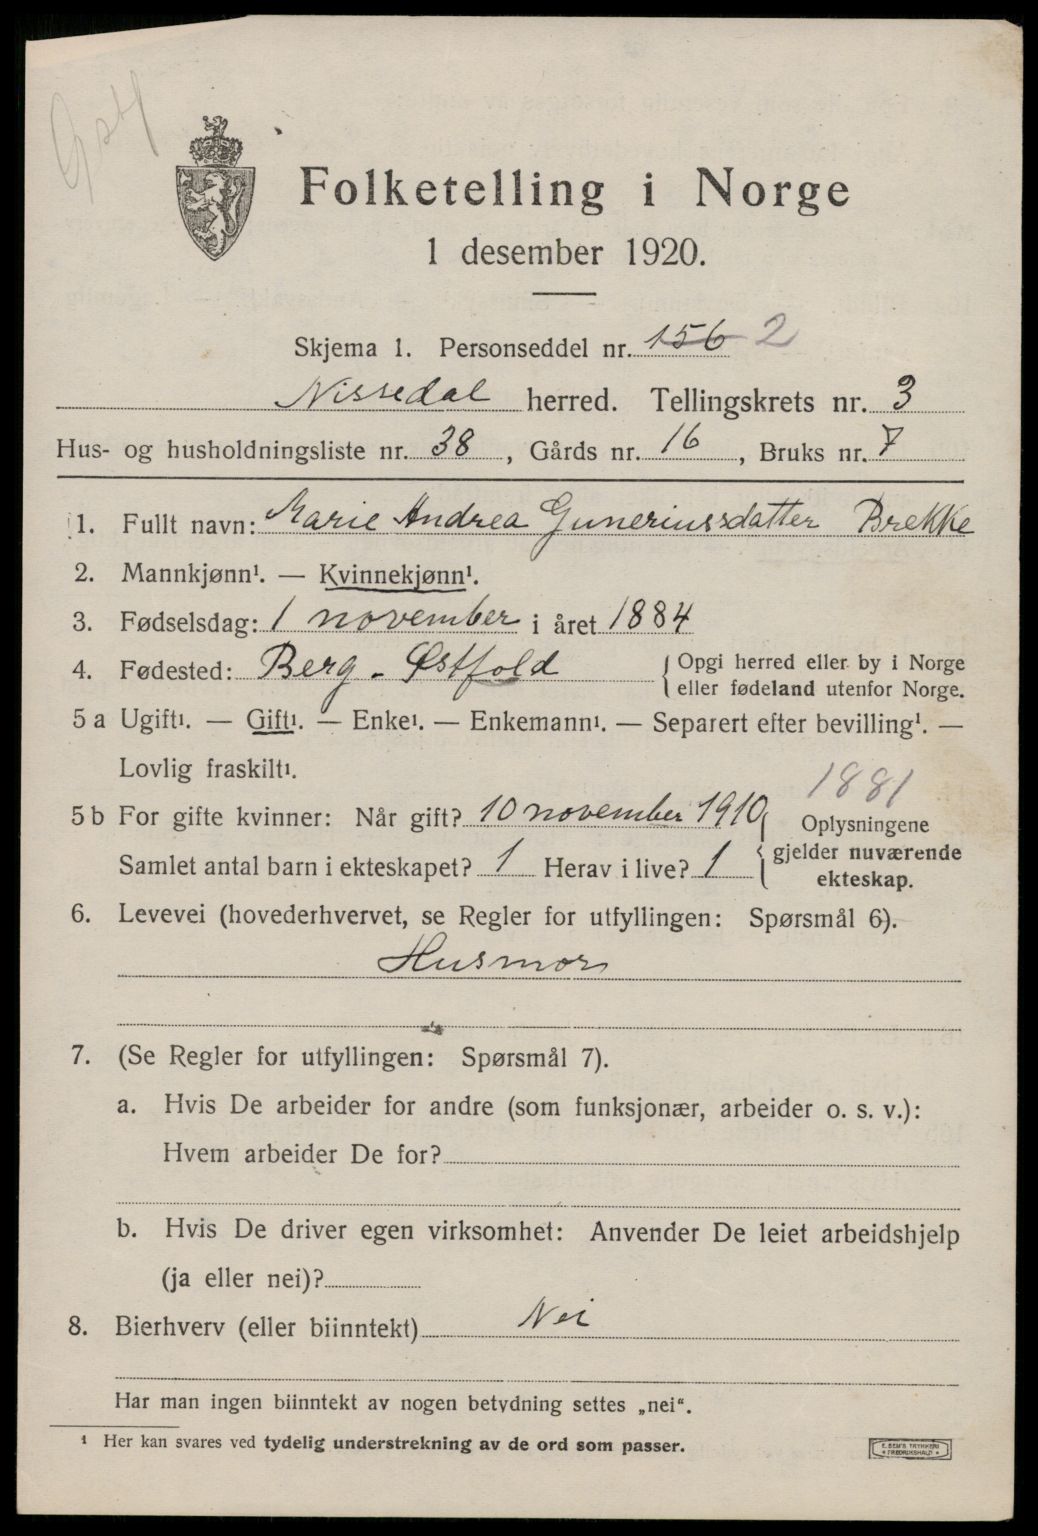 Østf
Folketelling i Norge
1 desember 1920.
Skjema 1. Personseddel nr. 156 2
Nissedal herred. Tellingskrets nr. 3
Hus- og husholdningsliste nr. 38, Gårds nr. 16, Bruks nr. 7
1. Fullt navn: Marie Andrea Guneriussdatter Brekke
2. Mannkjønn¹. — Kvinnekjønn¹.
3. Fødselsdag: 1 november i året 1884
4. Fødested: Berg - Østfold { Opgi herred eller by i Norge
eller fødeland utenfor Norge.
5 a Ugift¹. — Gift¹. — Enke¹. — Enkemann¹. — Separert efter bevilling¹. —
Lovlig fraskilt¹.
1881
5 b For gifte kvinner: Når gift? 10 november 1910 { Oplysningene
gjelder nuværende
ekteskap.
Samlet antal barn i ekteskapet? 1 Herav i live? 1
6. Levevei (hovederhvervet, se Regler for utfyllingen: Spørsmål 6).
Husmor
7. (Se Regler for utfyllingen: Spørsmål 7).
a. Hvis De arbeider for andre (som funksjonær, arbeider o. s. v.):
Hvem arbeider De for?
b. Hvis De driver egen virksomhet: Anvender De leiet arbeidshjelp
(ja eller nei)?
8. Bierhverv (eller biinntekt) Nei
Har man ingen biinntekt av nogen betydning settes „nei“.
¹ Her kan svares ved tydelig understrekning av de ord som passer.
E. SEM'S TRYKKERI
FREDRIKSHALD